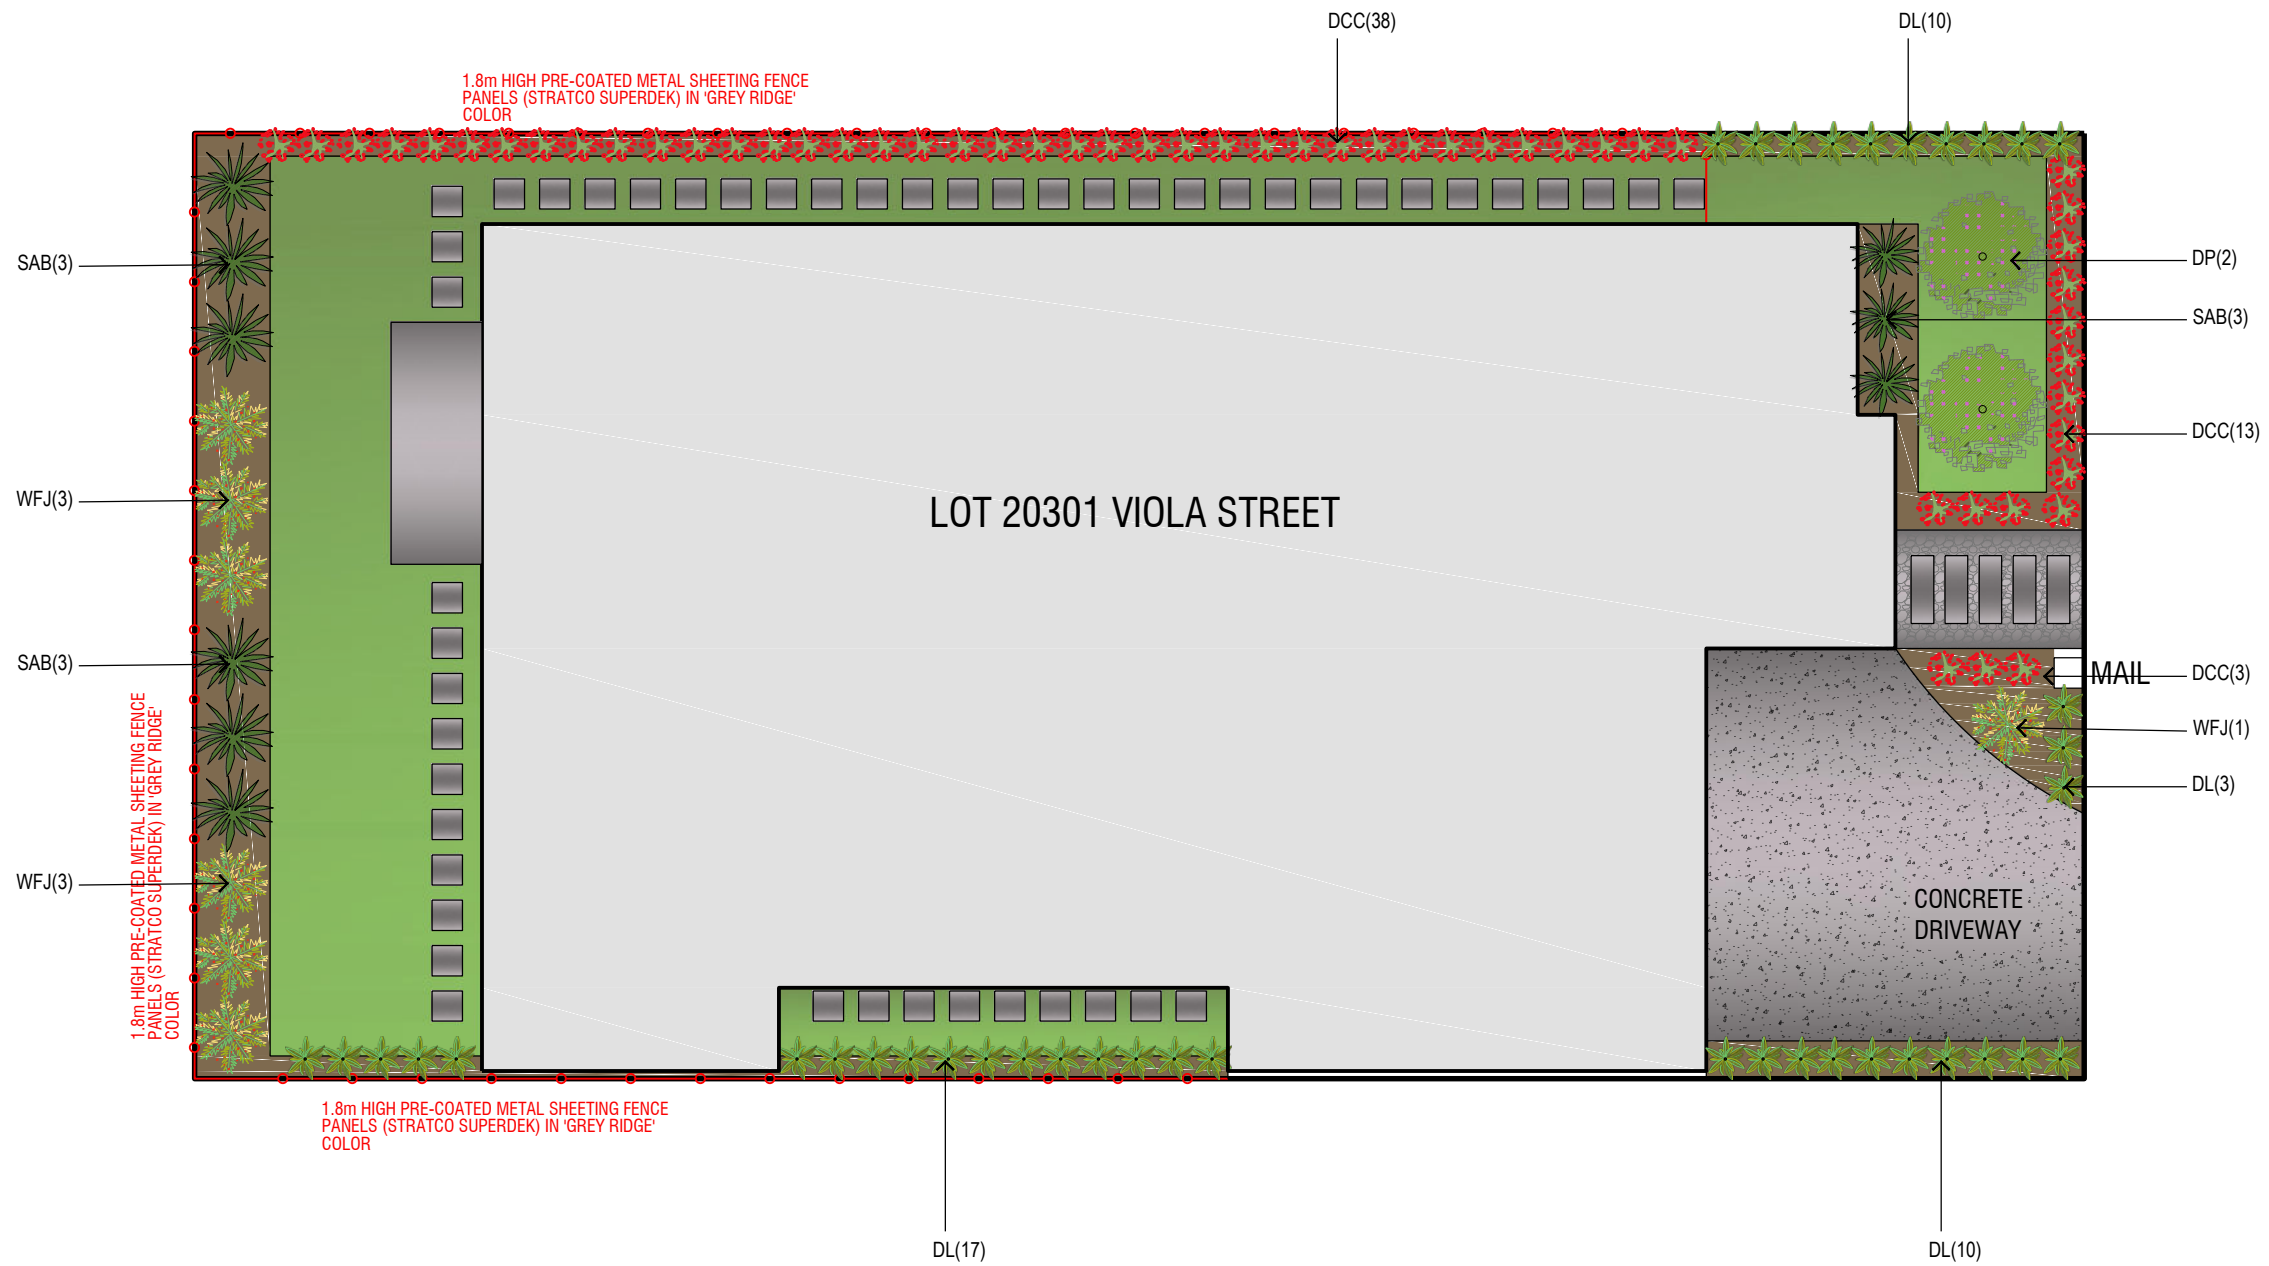 DCC(38)
DL(10)
1.8m HIGH PRE-COATED METAL SHEETING FENCE
PANELS (STRATCO SUPERDEK) IN 'GREY RIDGE'
COLOR
SAB(3)
DP(2)
SAB(3)
DCC(13)
WFJ(3)
LOT 20301 VIOLA STREET
SAB(3)
MAIL
DCC(3)
WFJ(1)
DL(3)
1.8m HIGH PRE-COATED METAL SHEETING FENCE
PANELS (STRATCO SUPERDEK) IN 'GREY RIDGE'
COLOR
WFJ(3)
CONCRETE
DRIVEWAY
1.8m HIGH PRE-COATED METAL SHEETING FENCE
PANELS (STRATCO SUPERDEK) IN 'GREY RIDGE'
COLOR
DL(17)
DL(10)